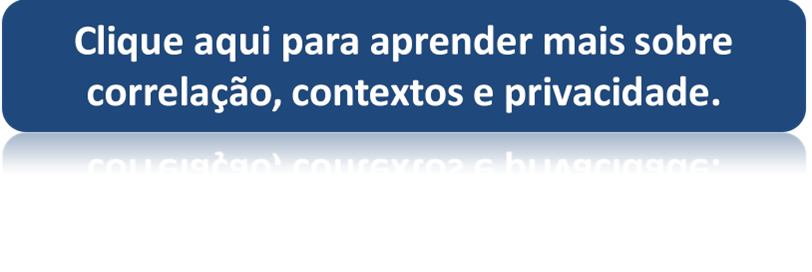 Clique aqui para aprender mais sobre
correlação, contextos e privacidade.